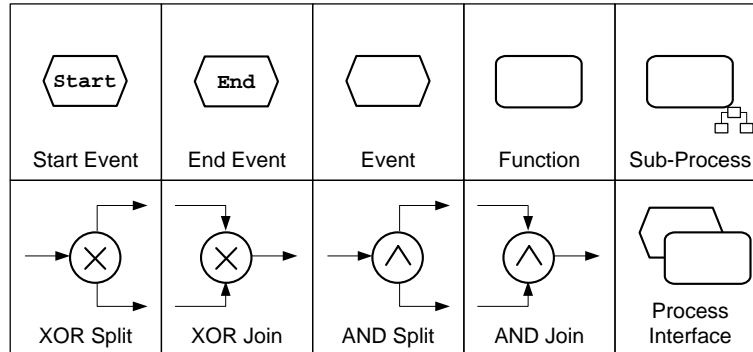 Start
End
Start Event
End Event
Event
Function
Sub-Process
XOR Split
XOR Join
AND Split
AND Join
Process
Interface